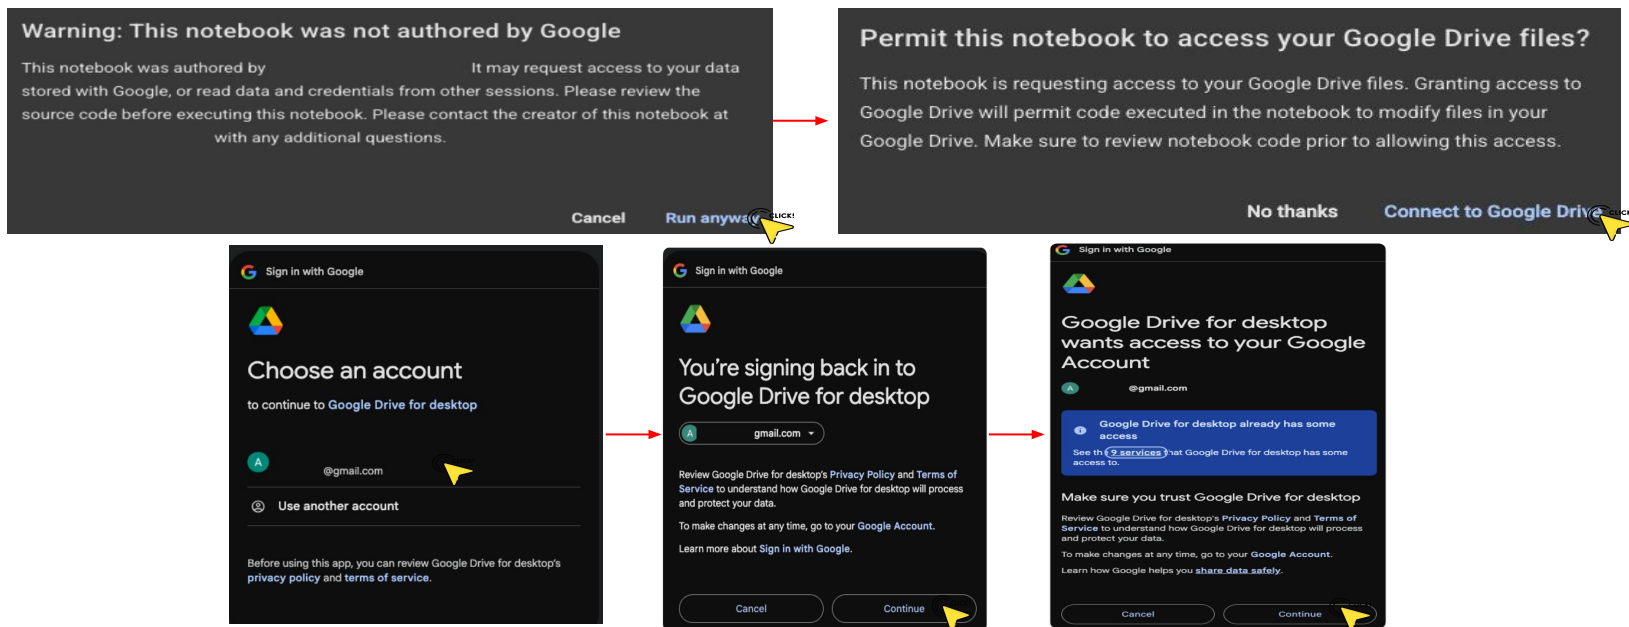 Warning: This notebook was not authored by Google
This notebook was authored by It may request access to your data
stored with Google, or read data and credentials from other sessions. Please review the
source code before executing this notebook. Please contact the creator of this notebook at
with any additional questions.
Cancel Run anyway
CLICK!
Permit this notebook to access your Google Drive files?
This notebook is requesting access to your Google Drive files. Granting access to
Google Drive will permit code executed in the notebook to modify files in your
Google Drive. Make sure to review notebook code prior to allowing this access.
No thanks Connect to Google Drive
CLICK
Sign in with Google
Choose an account
to continue to Google Drive for desktop
A
@gmail.com
Use another account
Before using this app, you can review Google Drive for desktop's
privacy policy and terms of service.
Sign in with Google
You're signing back in to
Google Drive for desktop
A gmail.com
Review Google Drive for desktop's Privacy Policy and Terms of
Service to understand how Google Drive for desktop will process
and protect your data.
To make changes at any time, go to your Google Account.
Learn more about Sign in with Google.
Cancel Continue
Sign in with Google
Google Drive for desktop
wants access to your Google
Account
A @gmail.com
Google Drive for desktop already has some
access
See the 9 services that Google Drive for desktop has some
access to.
Make sure you trust Google Drive for desktop
Review Google Drive for desktop's Privacy Policy and Terms of
Service to understand how Google Drive for desktop will process
and protect your data.
To make changes at any time, go to your Google Account.
Learn how Google helps you share data safely.
Cancel Continue